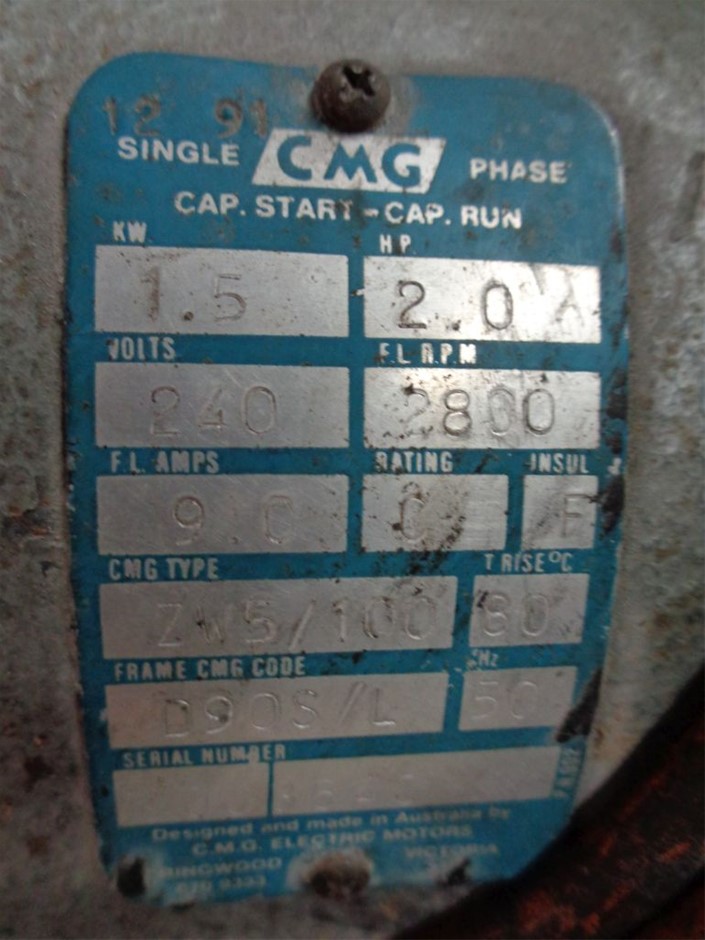 12 91
SINGLE CMG PHASE
CAP. START - CAP. RUN
KW HP
1.5 2.0
VOLTS F.L R.P.M
240 2800
F.L. AMPS RATING INSUL
9.0 C F
CMG TYPE T RISE °C
ZW5/100 80
FRAME CMG CODE Hz
D90S/L 50
SERIAL NUMBER
Designed and made in Australia by
C.M.G. ELECTRIC MOTORS
RINGWOOD VICTORIA
9333